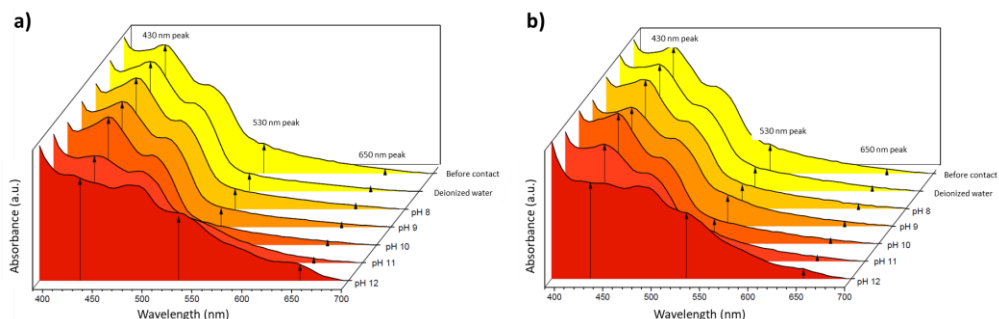 a)
430 nm peak
530 nm peak
650 nm peak
Before contact
Deionized water
pH 8
pH 9
pH 10
pH 11
pH 12
Absorbance (a.u.)
400 450 500 550 600 650 700
Wavelength (nm)
b)
430 nm peak
530 nm peak
650 nm peak
Before contact
Deionized water
pH 8
pH 9
pH 10
pH 11
pH 12
Absorbance (a.u.)
400 450 500 550 600 650 700
Wavelength (nm)